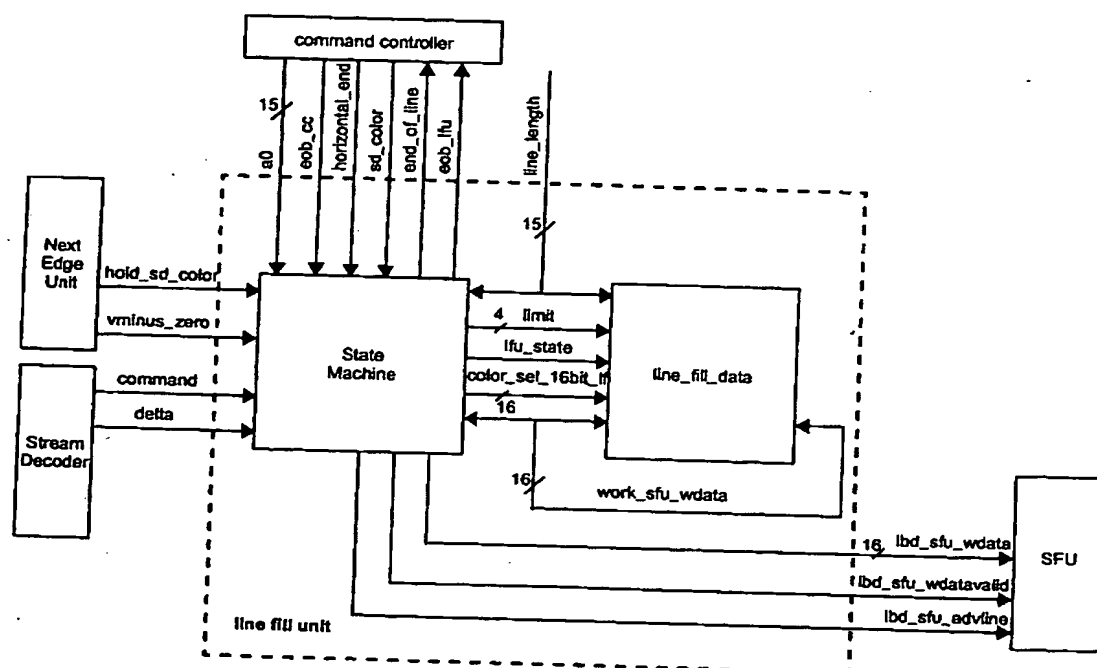 command controller
15
a0
eob_cc
horizontal_end
sd_color
end_of_line
eob_lfu
line_length
15
Next
Edge
Unit
hold_sd_color
vminus_zero
command
delta
Stream
Decoder
State
Machine
4
limit
lfu_state
color_sel_16bit_lf
16
line_fill_data
16
work_sfu_wdata
16
lbd_sfu_wdata
lbd_sfu_wdatavalid
lbd_sfu_advline
SFU
line fill unit